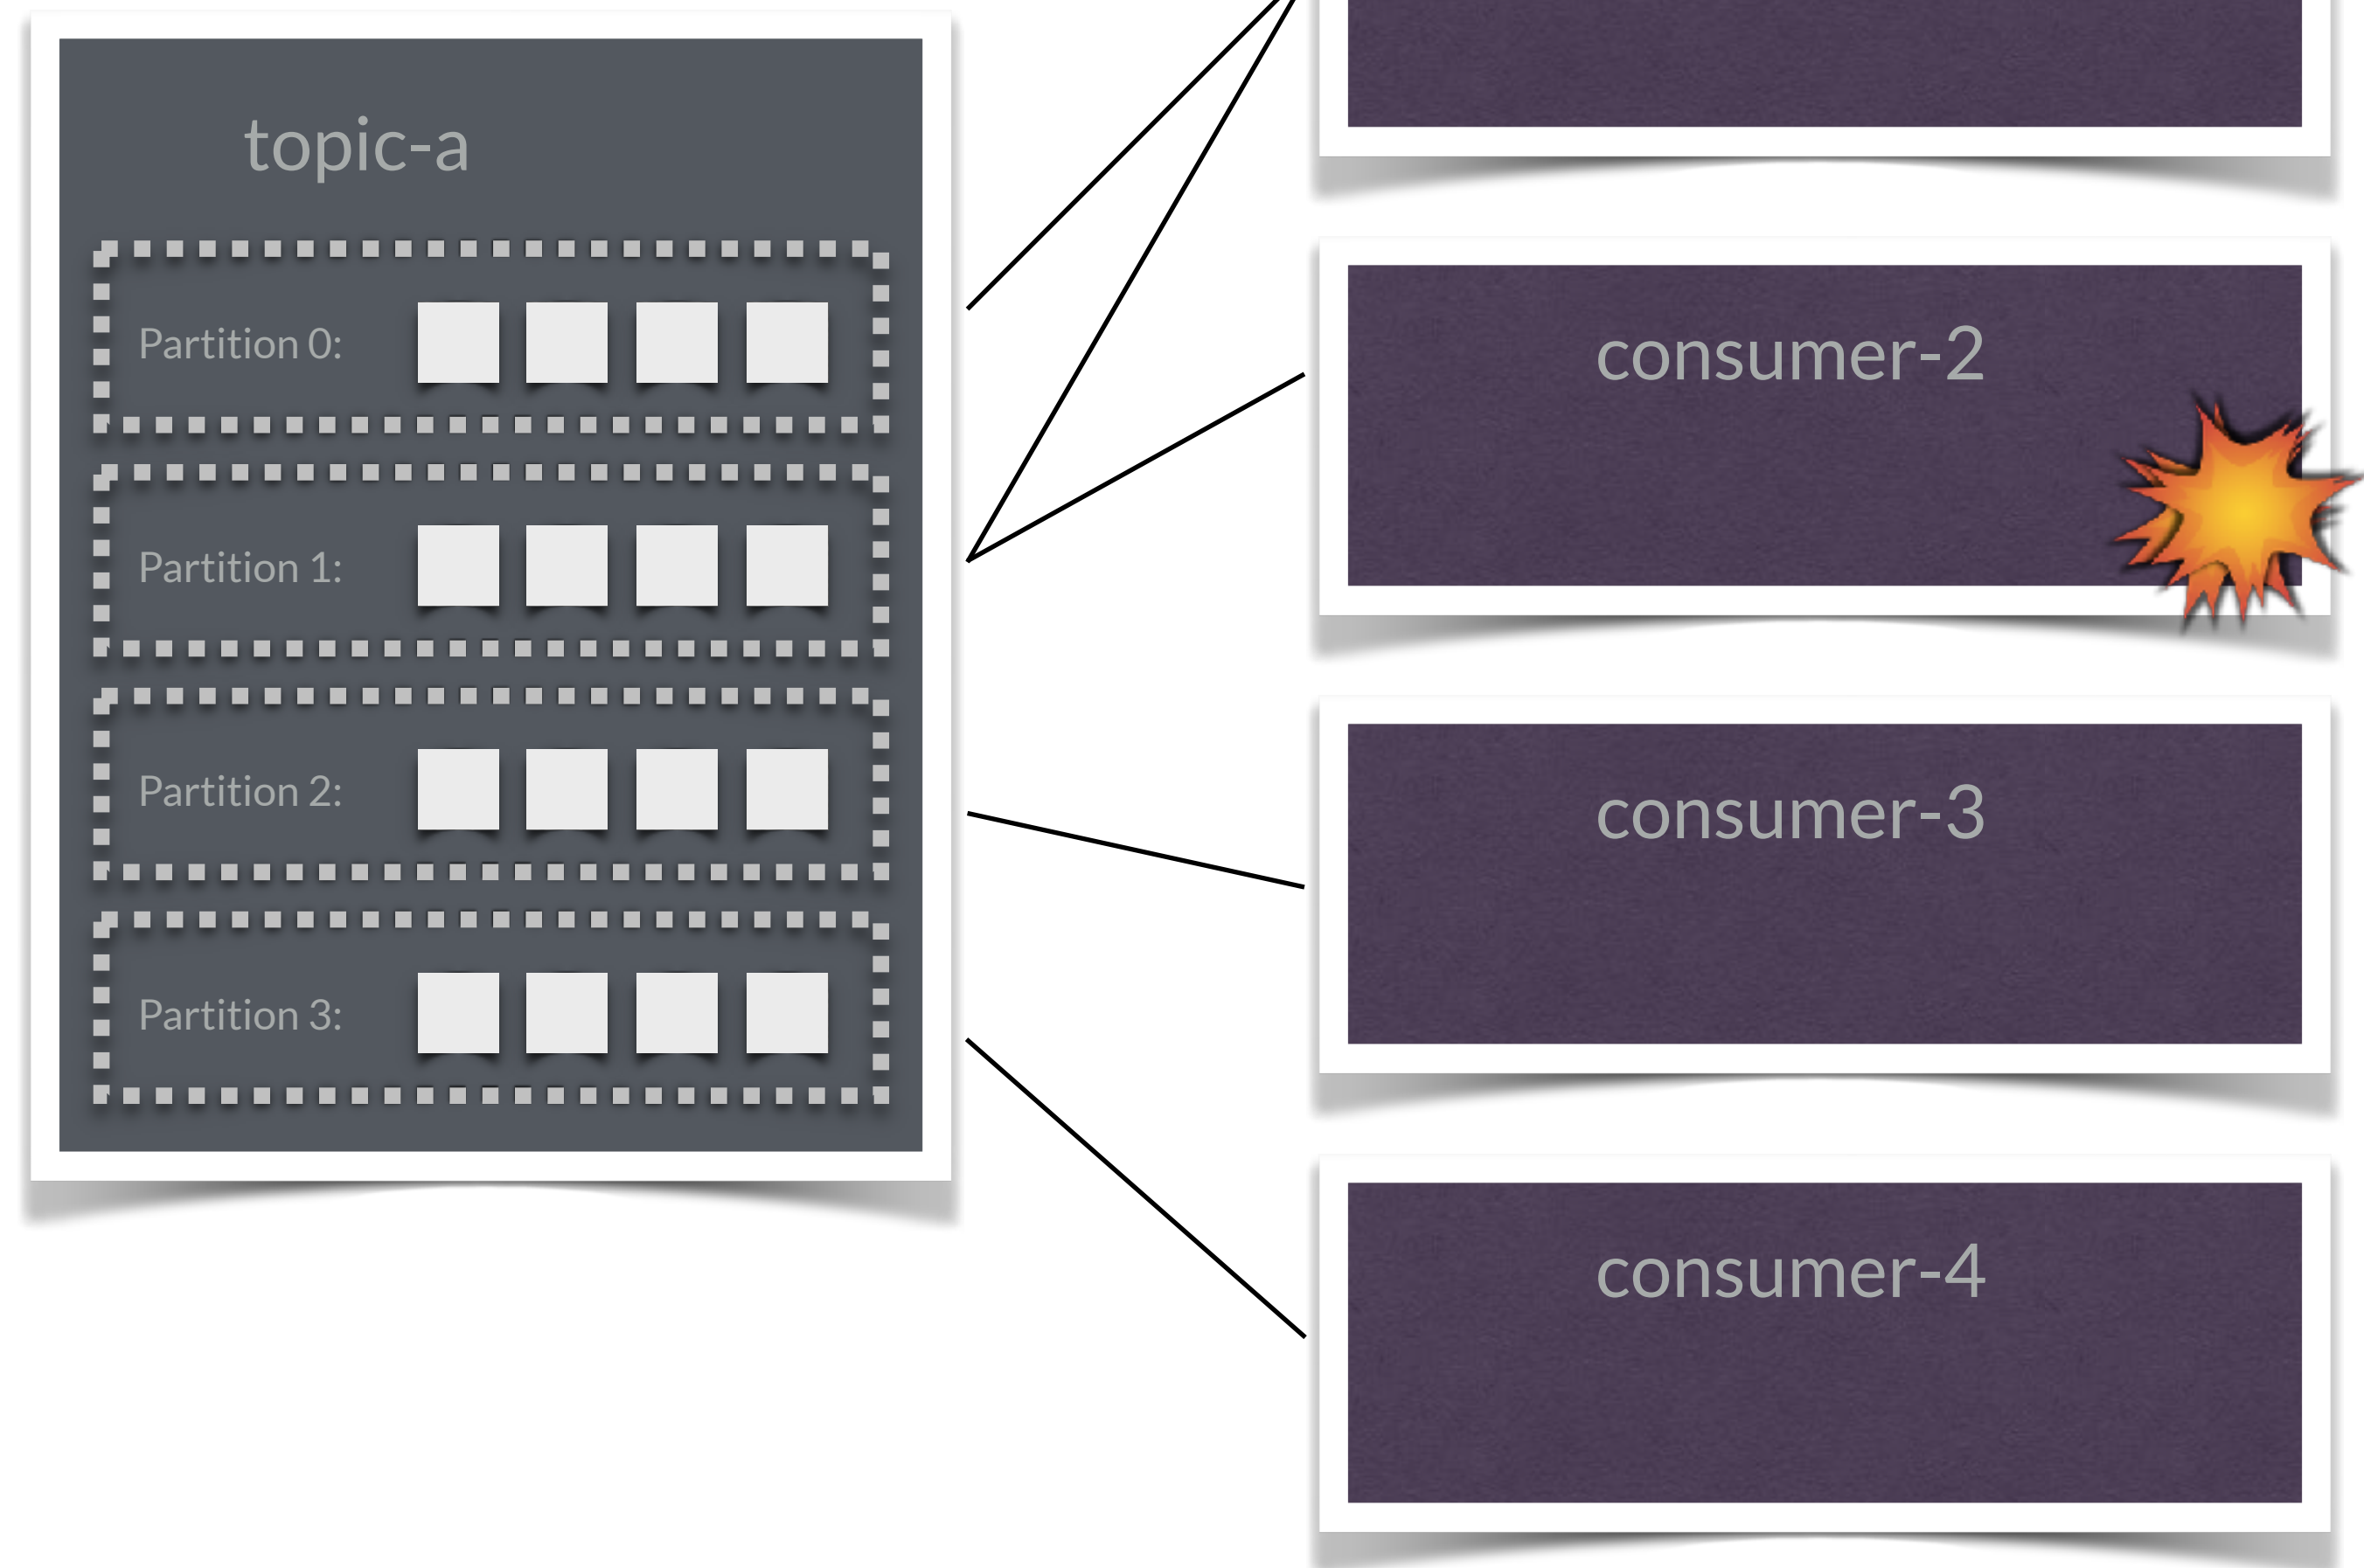 topic-a
Partition 0:
Partition 1:
Partition 2:
Partition 3:
consumer-2
consumer-3
consumer-4